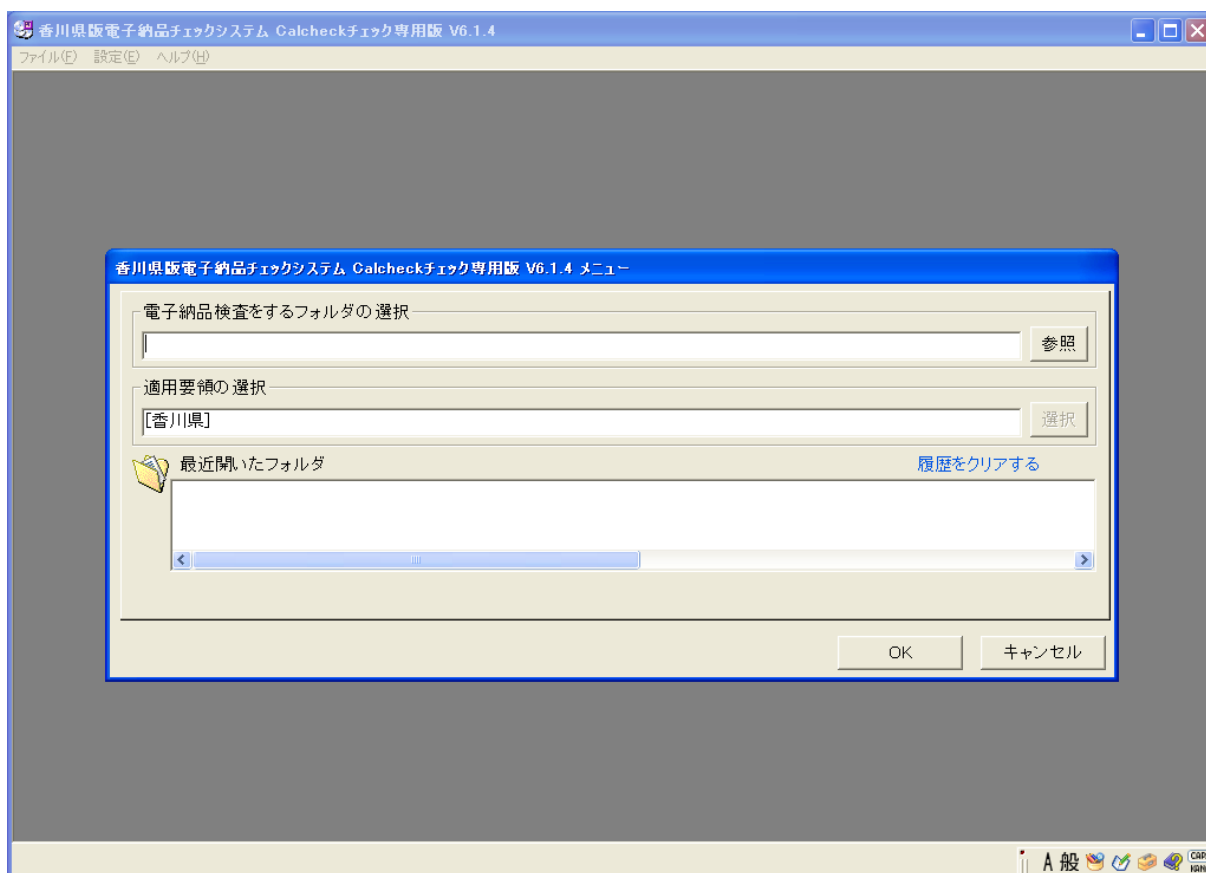 香川県版電子納品チェックシステム Calcheckチェック専用版 V6.1.4
ファイル(F) 設定(E) ヘルプ(H)
香川県版電子納品チェックシステム Calcheckチェック専用版 V6.1.4 メニュー
電子納品検査をするフォルダの選択
参照
適用要領の選択
[香川県]
選択
最近開いたフォルダ
履歴をクリアする
OK
キャンセル
A 般
CAP
KANA